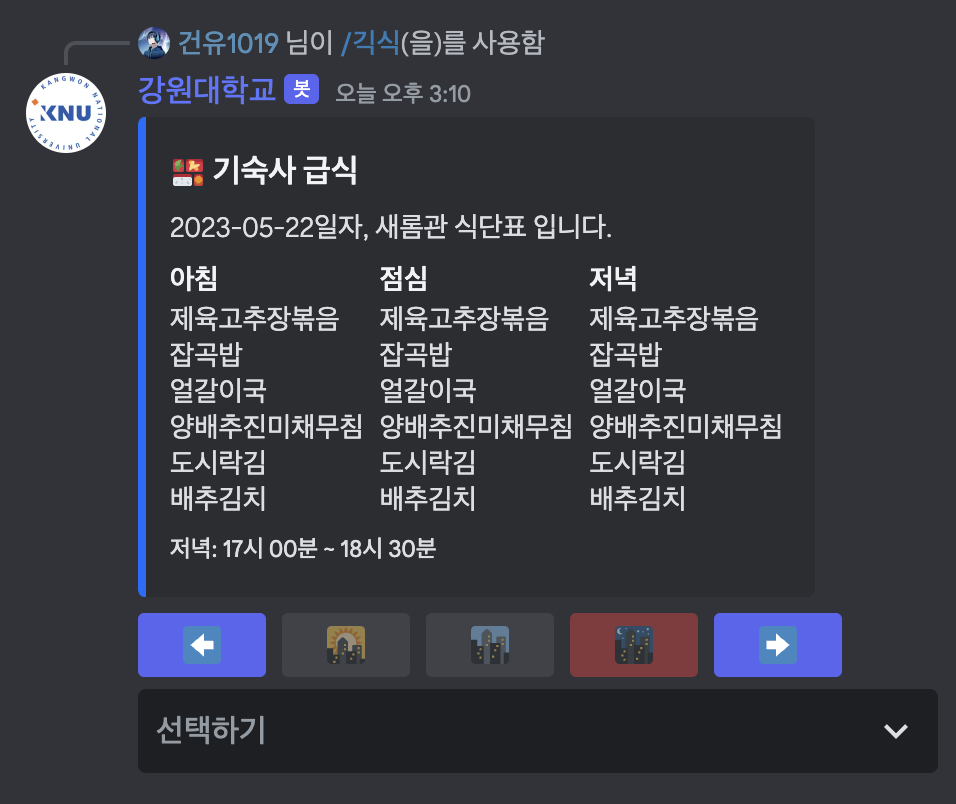 건유1019 님이 /긱식(을)를 사용함
강원대학교 봇 오늘 오후 3:10
KANGWON NATIONAL UNIVERSITY
KNU
기숙사 급식
2023-05-22일자, 새롬관 식단표 입니다.
아침 점심 저녁
제육고추장볶음 제육고추장볶음 제육고추장볶음
잡곡밥 잡곡밥 잡곡밥
얼갈이국 얼갈이국 얼갈이국
양배추진미채무침 양배추진미채무침 양배추진미채무침
도시락김 도시락김 도시락김
배추김치 배추김치 배추김치
저녁: 17시 00분 ~ 18시 30분
선택하기